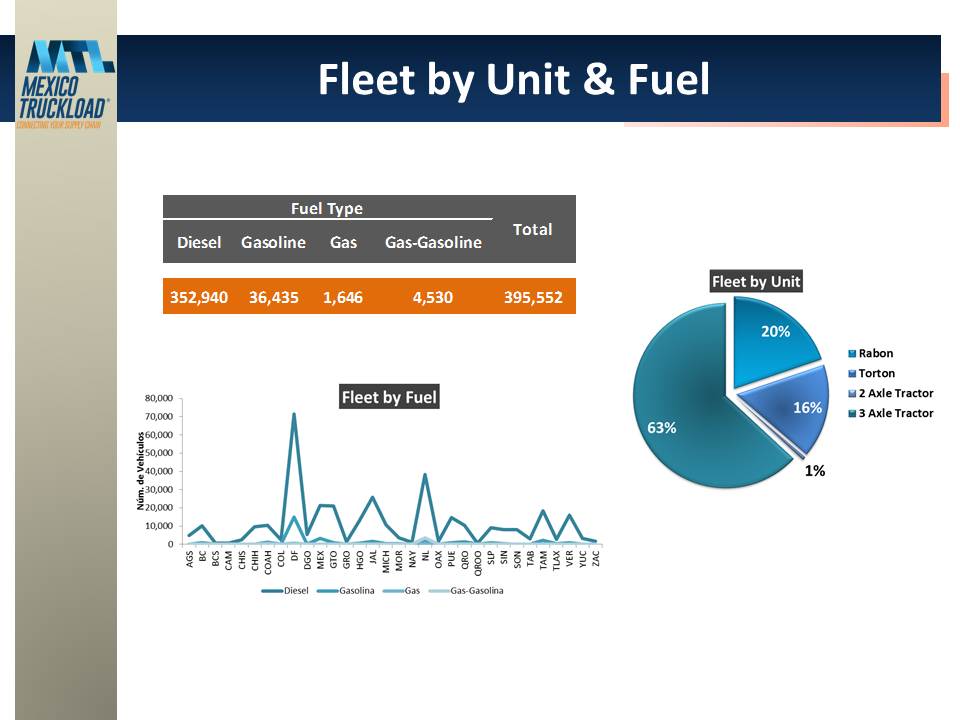 MTL
MEXICO
TRUCKLOAD®
CONNECTING YOUR SUPPLY CHAIN
Fleet by Unit & Fuel
Fuel Type
Total
Diesel Gasoline Gas Gas-Gasoline
352,940 36,435 1,646 4,530 395,552
Fleet by Fuel
Núm. de Vehículos
80,000
70,000
60,000
50,000
40,000
30,000
20,000
10,000
0
AGS BC BCS CAM CHIS CHIH COAH COL DF DGO MEX GTO GRO HGO JAL MICH MOR NAY NL OAX PUE QRO QROO SLP SIN SON TAB TAM TLAX VER YUC ZAC
Diesel Gasolina Gas Gas-Gasolina
Fleet by Unit
20%
16%
63%
1%
Rabon
Torton
2 Axle Tractor
3 Axle Tractor